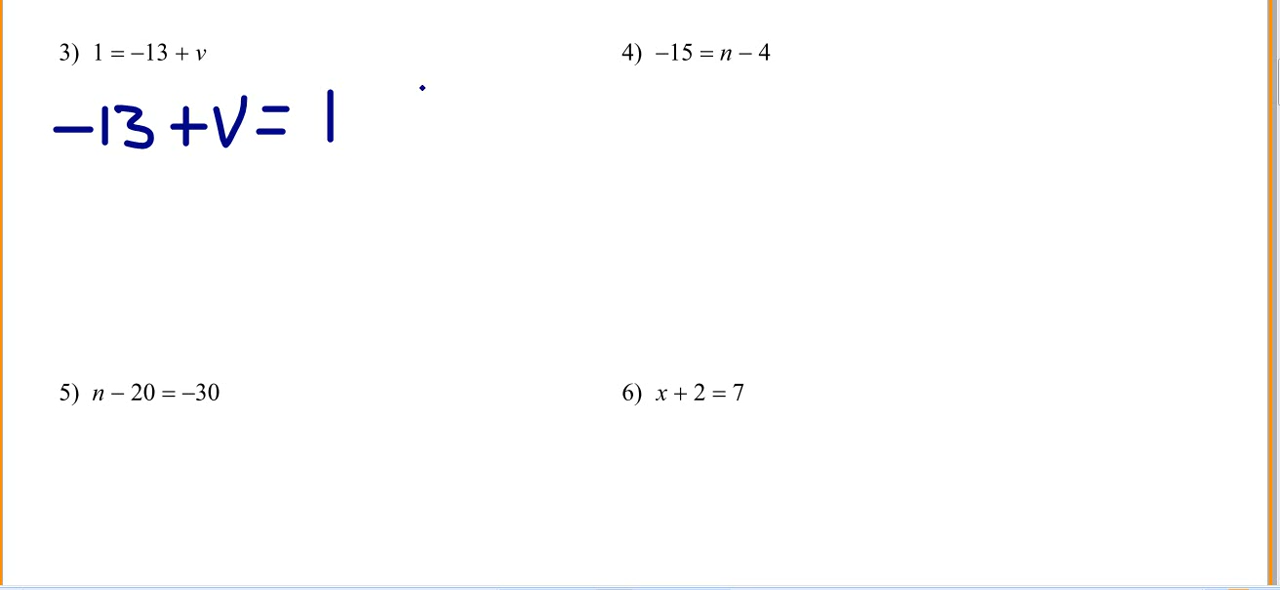 3) 1 = −13 + v
4) −15 = n − 4
−13 + v = 1
5) n − 20 = −30
6) x + 2 = 7